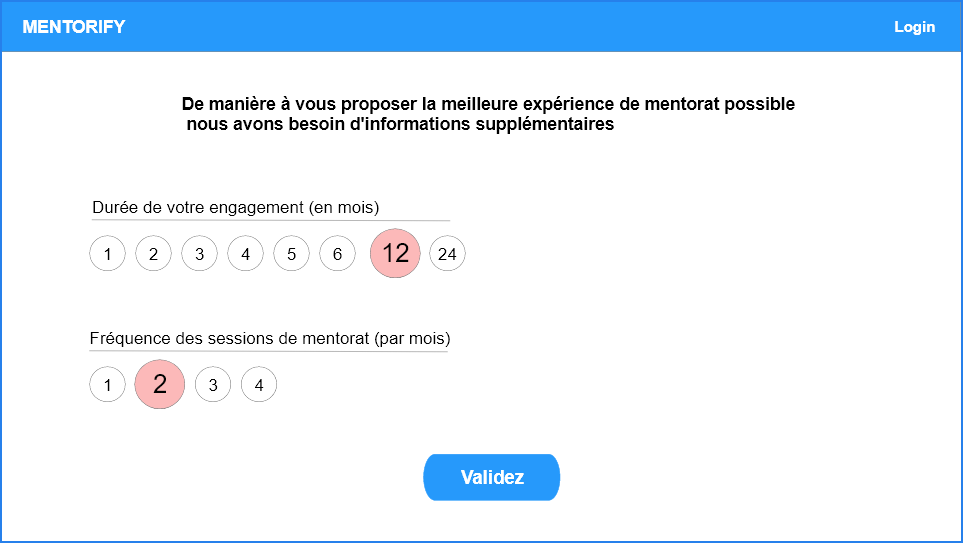 MENTORIFY Login
De manière à vous proposer la meilleure expérience de mentorat possible
nous avons besoin d'informations supplémentaires
Durée de votre engagement (en mois)
1 2 3 4 5 6 12 24
Fréquence des sessions de mentorat (par mois)
1 2 3 4
Validez